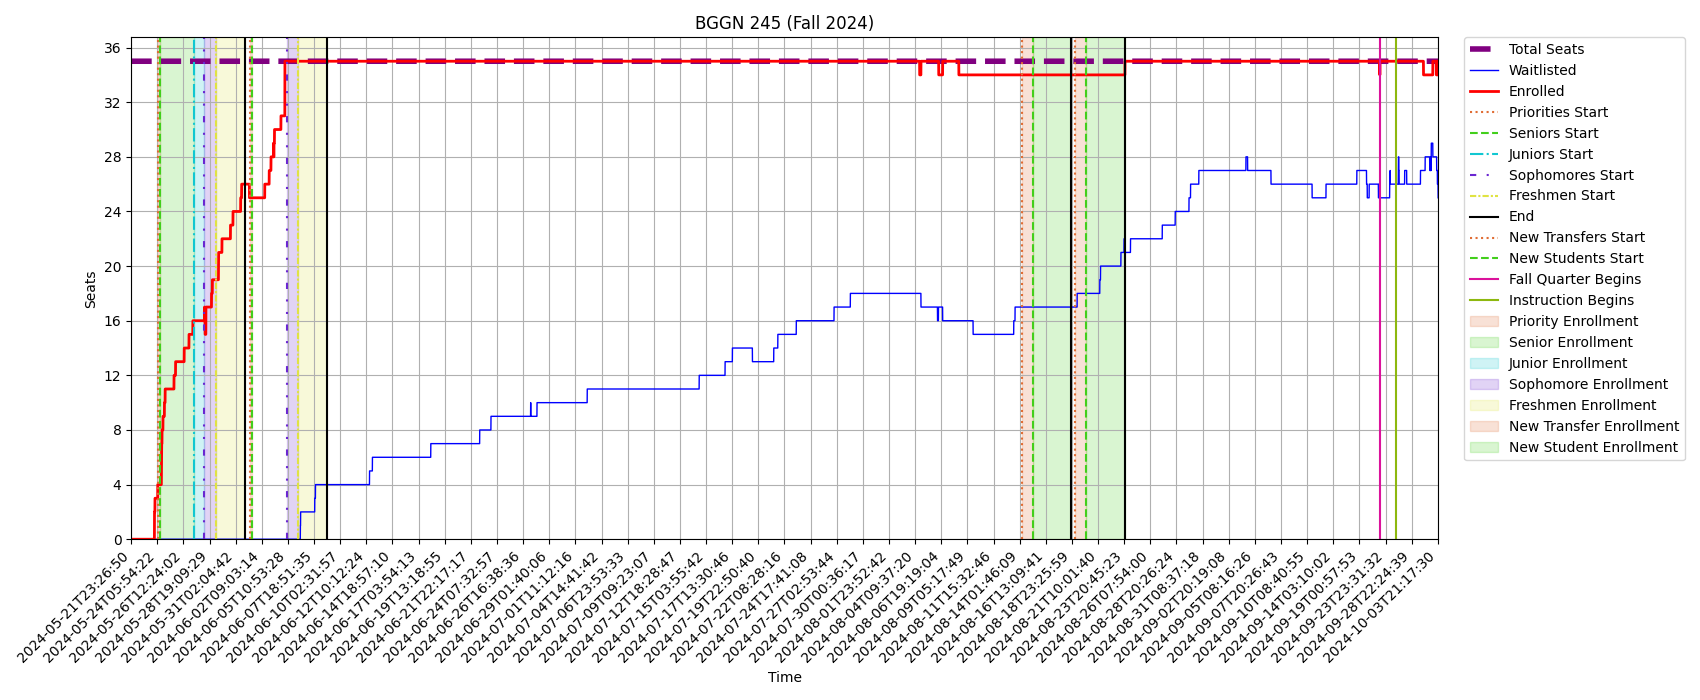 BGGN 245 (Fall 2024)
Seats
36
32
28
24
20
16
12
8
4
0
2024-05-21T23:26:50
2024-05-24T05:54:22
2024-05-26T12:24:02
2024-05-28T19:09:29
2024-05-31T02:04:42
2024-06-02T09:03:14
2024-06-05T10:53:28
2024-06-07T18:51:35
2024-06-10T02:31:57
2024-06-12T10:12:24
2024-06-14T18:57:10
2024-06-17T03:54:13
2024-06-19T13:18:55
2024-06-21T22:17:17
2024-06-24T07:32:57
2024-06-26T16:38:36
2024-06-29T01:40:06
2024-07-01T11:12:16
2024-07-04T14:41:42
2024-07-06T23:53:33
2024-07-09T09:23:07
2024-07-12T18:28:47
2024-07-15T03:55:42
2024-07-17T13:30:46
2024-07-19T22:50:40
2024-07-22T08:28:16
2024-07-24T17:41:08
2024-07-27T02:53:44
2024-07-30T00:36:17
2024-08-01T23:52:42
2024-08-04T09:37:20
2024-08-06T19:19:04
2024-08-09T05:17:49
2024-08-11T15:32:46
2024-08-14T01:46:09
2024-08-16T13:09:41
2024-08-18T23:25:59
2024-08-21T10:01:40
2024-08-23T20:45:23
2024-08-26T07:54:00
2024-08-28T20:26:24
2024-08-31T08:37:18
2024-09-02T20:19:08
2024-09-05T08:16:26
2024-09-07T20:26:43
2024-09-10T08:40:55
2024-09-14T03:10:02
2024-09-19T00:57:53
2024-09-23T23:31:32
2024-09-28T22:24:39
2024-10-03T21:17:30
Time
Total Seats
Waitlisted
Enrolled
Priorities Start
Seniors Start
Juniors Start
Sophomores Start
Freshmen Start
End
New Transfers Start
New Students Start
Fall Quarter Begins
Instruction Begins
Priority Enrollment
Senior Enrollment
Junior Enrollment
Sophomore Enrollment
Freshmen Enrollment
New Transfer Enrollment
New Student Enrollment